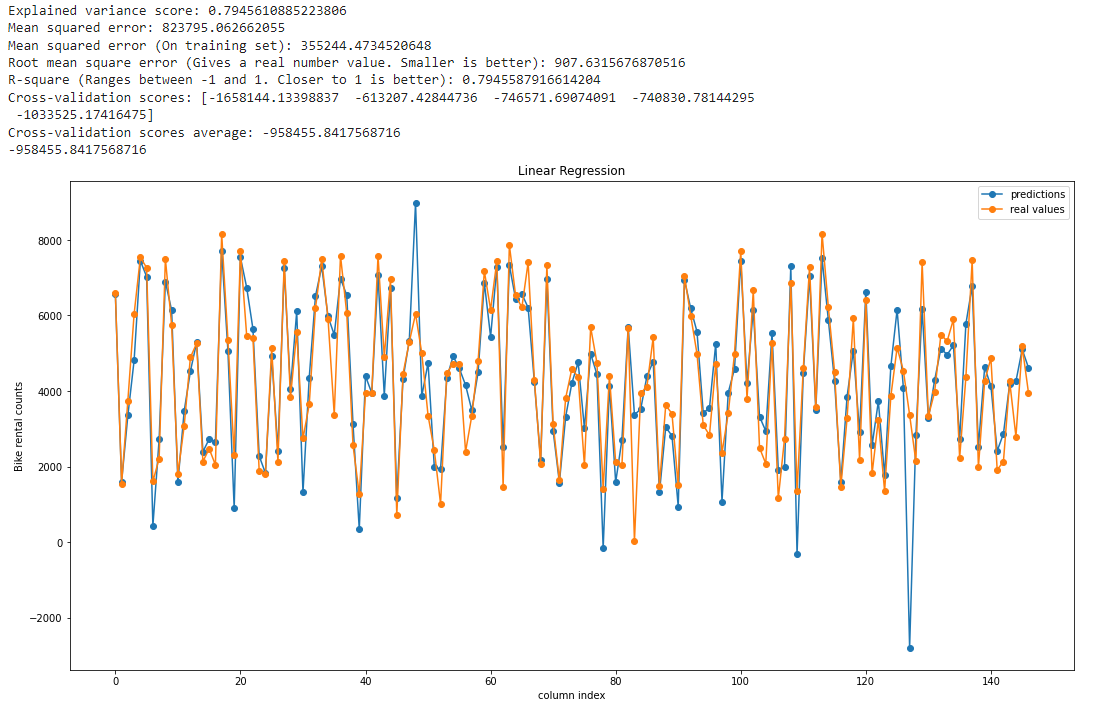 Explained variance score: 0.7945610885223806
Mean squared error: 823795.062662055
Mean squared error (On training set): 355244.4734520648
Root mean square error (Gives a real number value. Smaller is better): 907.6315676870516
R-square (Ranges between -1 and 1. Closer to 1 is better): 0.7945587916614204
Cross-validation scores: [-1658144.13398837  -613207.42844736  -746571.69074091  -740830.78144295
 -1033525.17416475]
Cross-validation scores average: -958455.8417568716
-958455.8417568716
Linear Regression
predictions
real values
8000
6000
4000
2000
0
−2000
Bike rental counts
0 20 40 60 80 100 120 140
column index